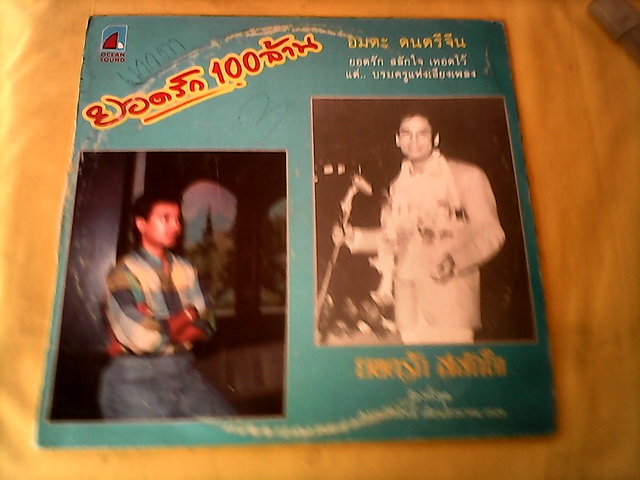 OCEAN
SOUND
ยอดรัก 100 ล้าน
อมตะ ดนตรีจีน
ยอดรัก สลักใจ เทอดไว้
แด่.. บรมครูแห่งเสียงเพลง
ยอดรัก สลักใจ